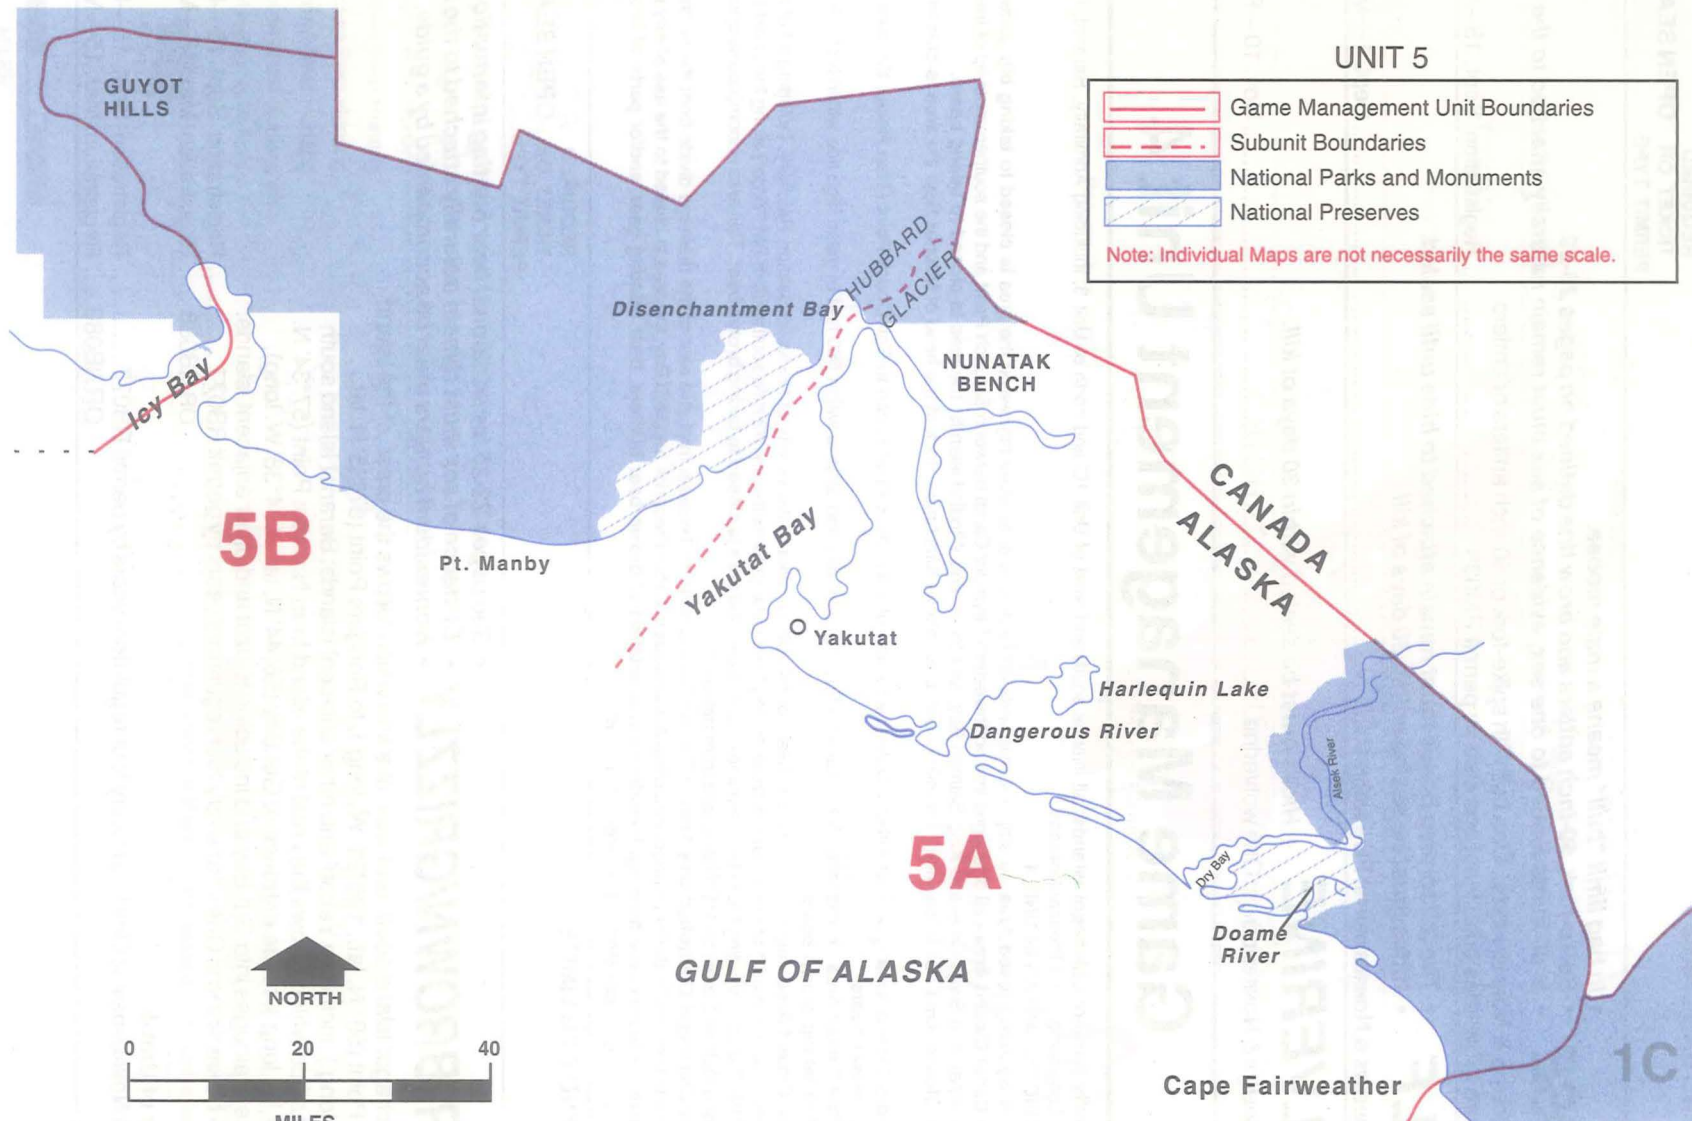 UNIT 5
Game Management Unit Boundaries
Subunit Boundaries
National Parks and Monuments
National Preserves
Note: Individual Maps are not necessarily the same scale.
GUYOT
HILLS
HUBBARD
GLACIER
Disenchantment Bay
NUNATAK
BENCH
Icy Bay
CANADA
ALASKA
5B
Pt. Manby
Yakutat Bay
Yakutat
Harlequin Lake
Dangerous River
Alsek River
5A
Dry Bay
Doame
River
GULF OF ALASKA
NORTH
0 20 40
MILES
1C
Cape Fairweather